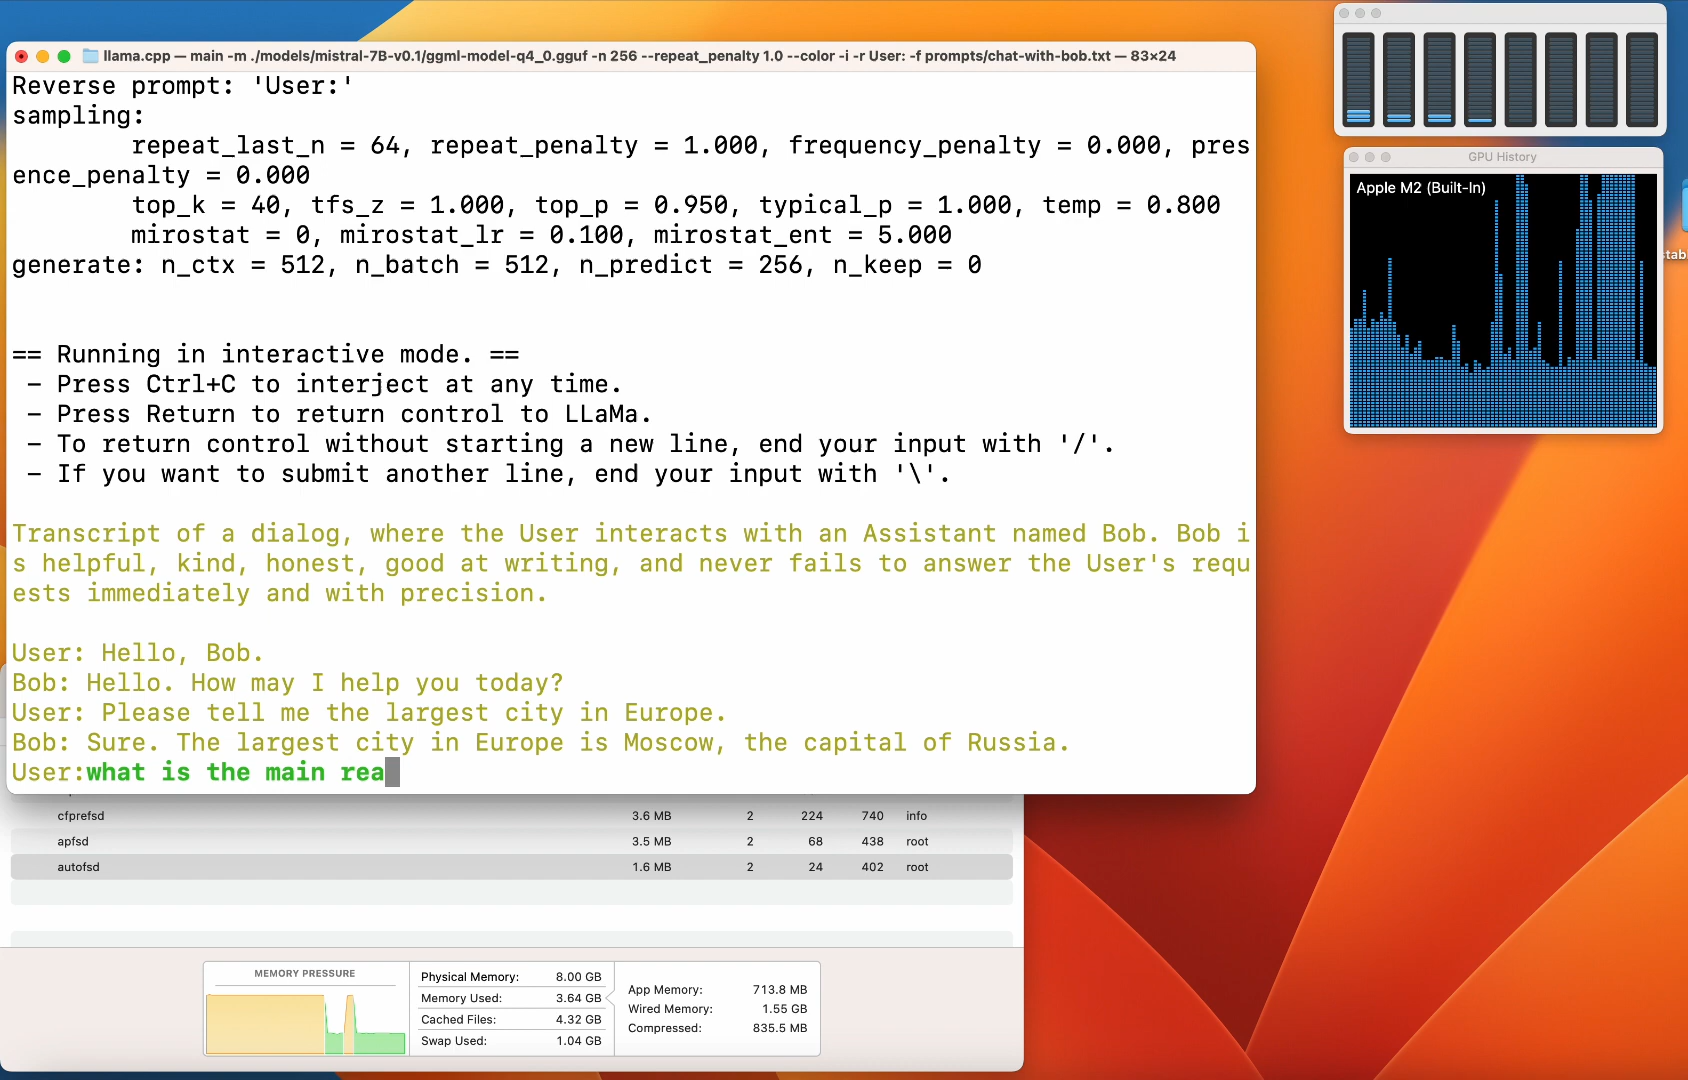 llama.cpp — main -m ./models/mistral-7B-v0.1/ggml-model-q4_0.gguf -n 256 --repeat_penalty 1.0 --color -i -r User: -f prompts/chat-with-bob.txt — 83×24
Reverse prompt: 'User:'
sampling:
        repeat_last_n = 64, repeat_penalty = 1.000, frequency_penalty = 0.000, pres
ence_penalty = 0.000
        top_k = 40, tfs_z = 1.000, top_p = 0.950, typical_p = 1.000, temp = 0.800
        mirostat = 0, mirostat_lr = 0.100, mirostat_ent = 5.000
generate: n_ctx = 512, n_batch = 512, n_predict = 256, n_keep = 0
== Running in interactive mode. ==
 - Press Ctrl+C to interject at any time.
 - Press Return to return control to LLaMa.
 - To return control without starting a new line, end your input with '/'.
 - If you want to submit another line, end your input with '\'.
Transcript of a dialog, where the User interacts with an Assistant named Bob. Bob i
s helpful, kind, honest, good at writing, and never fails to answer the User's requ
ests immediately and with precision.
User: Hello, Bob.
Bob: Hello. How may I help you today?
User: Please tell me the largest city in Europe.
Bob: Sure. The largest city in Europe is Moscow, the capital of Russia.
User:what is the main rea
GPU History
Apple M2 (Built-In)
cfprefsd 3.6 MB 2 224 740 info
apfsd 3.5 MB 2 68 438 root
autofsd 1.6 MB 2 24 402 root
MEMORY PRESSURE
Physical Memory: 8.00 GB
Memory Used: 3.64 GB
Cached Files: 4.32 GB
Swap Used: 1.04 GB
App Memory: 713.8 MB
Wired Memory: 1.55 GB
Compressed: 835.5 MB